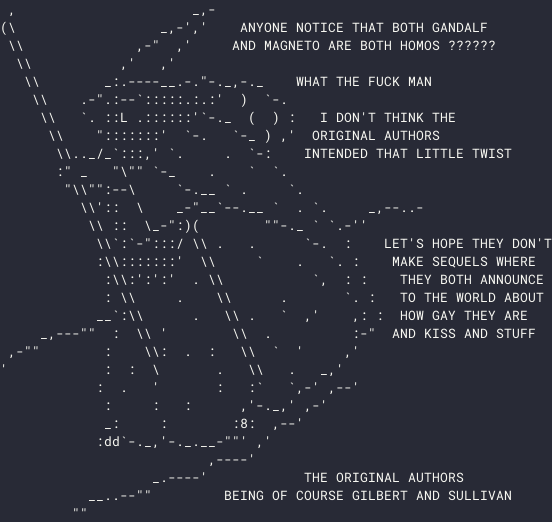 ANYONE NOTICE THAT BOTH GANDALF
AND MAGNETO ARE BOTH HOMOS ??????
WHAT THE FUCK MAN
I DON'T THINK THE
ORIGINAL AUTHORS
INTENDED THAT LITTLE TWIST
LET'S HOPE THEY DON'T
MAKE SEQUELS WHERE
THEY BOTH ANNOUNCE
TO THE WORLD ABOUT
HOW GAY THEY ARE
AND KISS AND STUFF
THE ORIGINAL AUTHORS
BEING OF COURSE GILBERT AND SULLIVAN